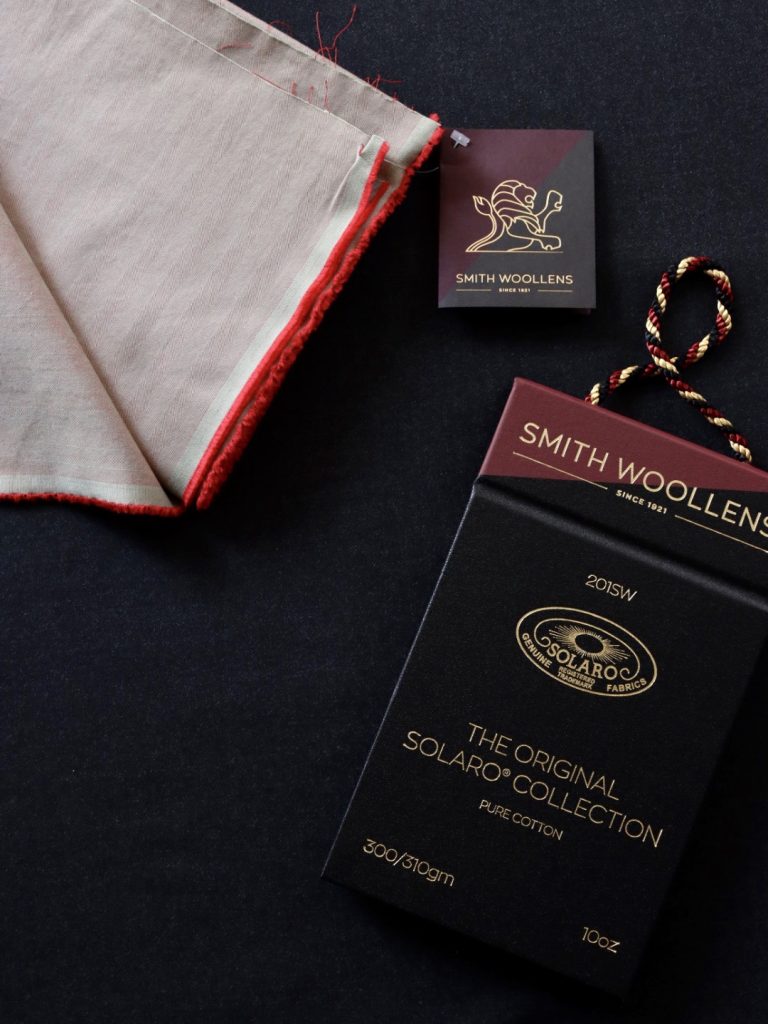 SMITH WOOLLENS
SINCE 1921
SMITH WOOLLENS
SINCE 1921
201SW
SOLARO
REGISTERED
TRADEMARK
GENUINE FABRICS
THE ORIGINAL
SOLARO® COLLECTION
PURE COTTON
300/310gm
10oz